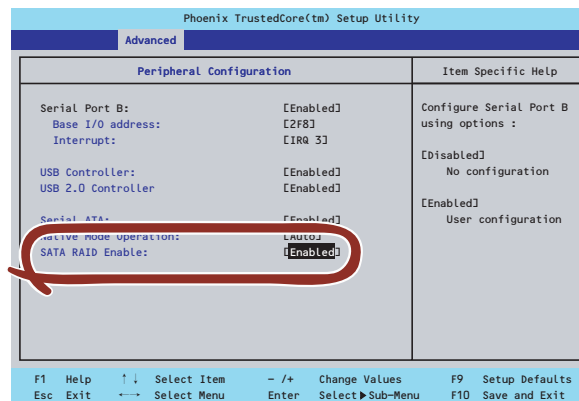 Phoenix TrustedCore(tm) Setup Utility
Advanced
Peripheral Configuration
Item Specific Help
Serial Port B: [Enabled]
Base I/O address: [2F8]
Interrupt: [IRQ 3]
USB Controller: [Enabled]
USB 2.0 Controller [Enabled]
Serial ATA: [Enabled]
Native Mode Operation: [Auto]
SATA RAID Enable: [Enabled]
Configure Serial Port B
using options :
[Disabled]
No configuration
[Enabled]
User configuration
F1 Help ↑↓ Select Item - /+ Change Values F9 Setup Defaults
Esc Exit ←→ Select Menu Enter Select▶Sub-Menu F10 Save and Exit